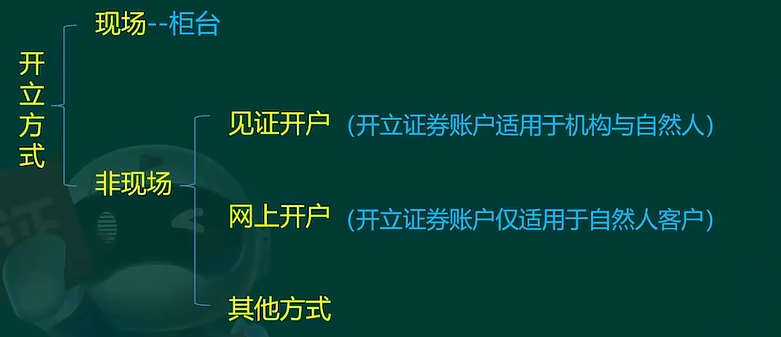 开立方式
现场--柜台
非现场
见证开户（开立证券账户适用于机构与自然人）
网上开户（开立证券账户仅适用于自然人客户）
其他方式
证